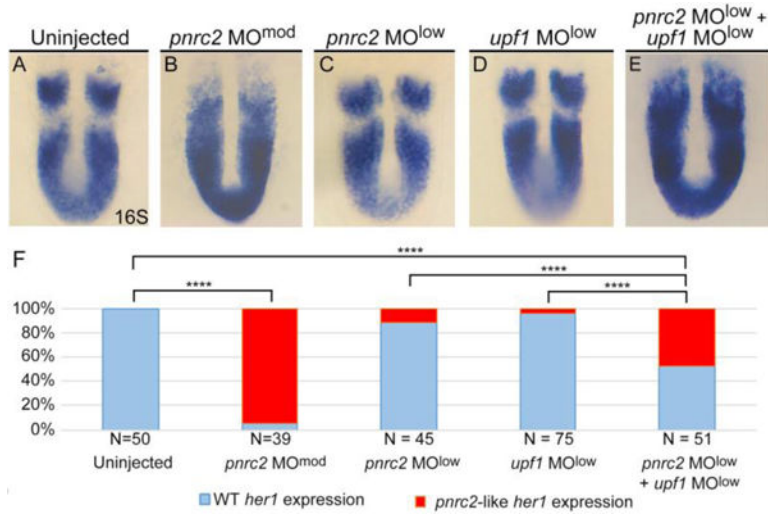 Uninjected
pnrc2 MOmod
pnrc2 MOlow
upf1 MOlow
pnrc2 MOlow +
upf1 MOlow
A
B
C
D
E
16S
F
****
****
****
****
100%
80%
60%
40%
20%
0%
N=50
N=39
N = 45
N = 75
N = 51
Uninjected
pnrc2 MOmod
pnrc2 MOlow
upf1 MOlow
pnrc2 MOlow
+ upf1 MOlow
WT her1 expression
pnrc2-like her1 expression